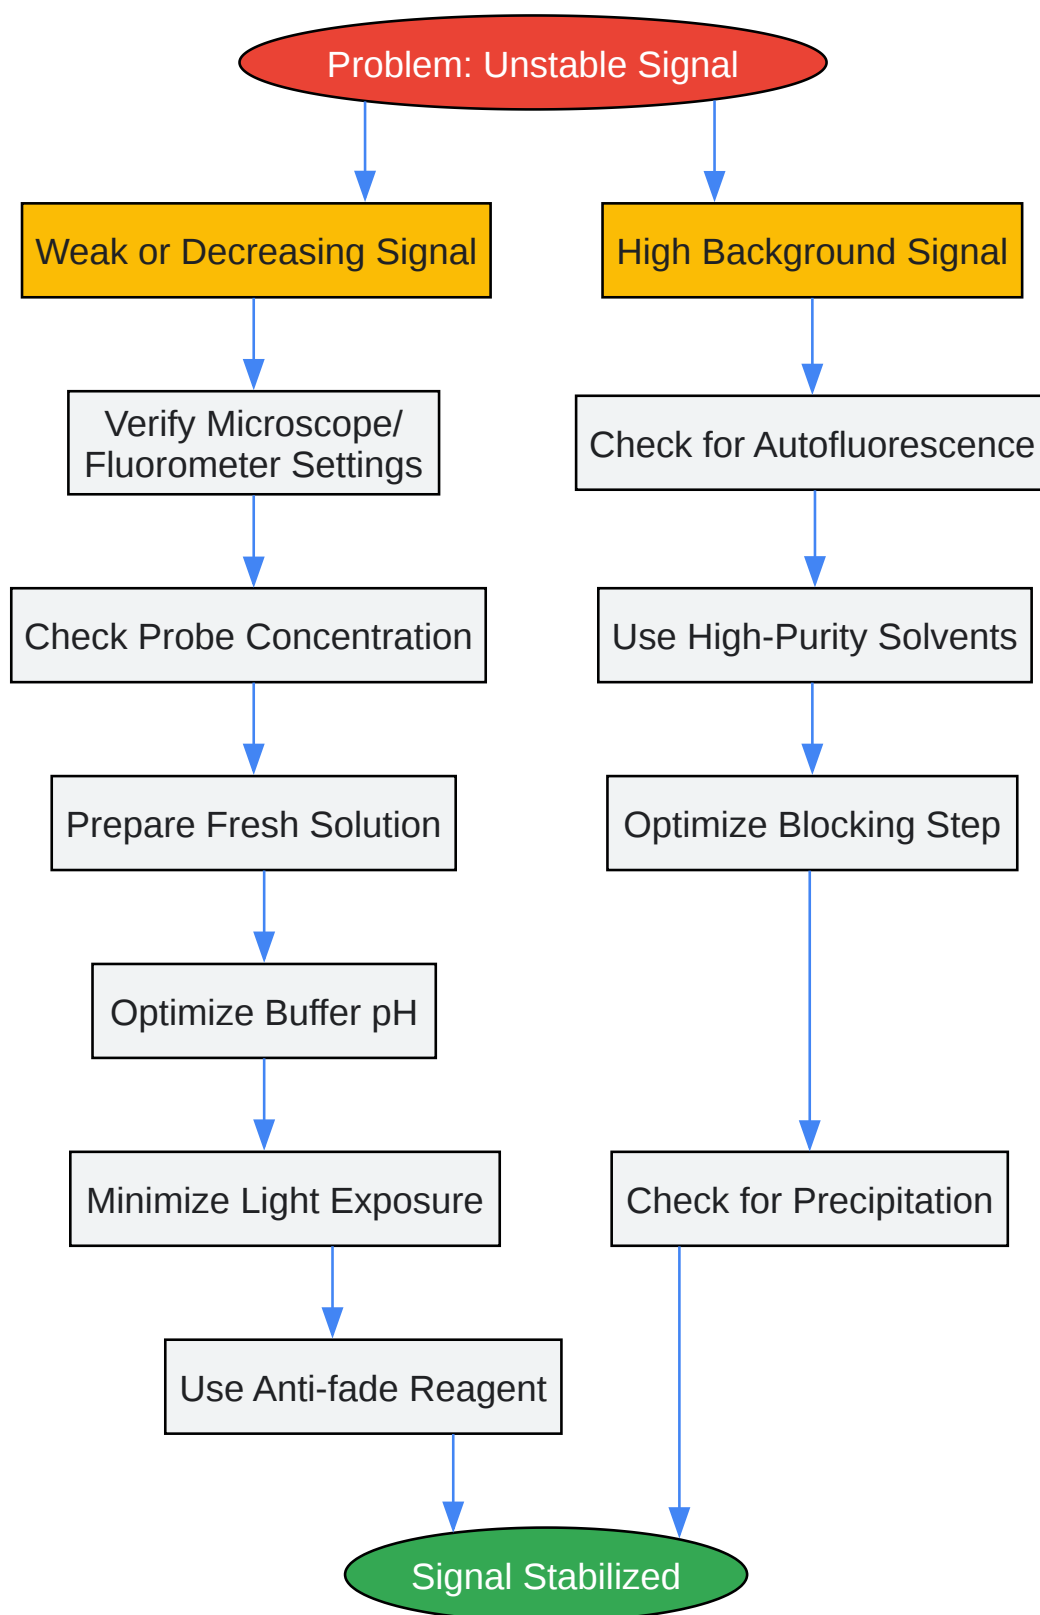 Problem: Unstable Signal
Weak or Decreasing Signal
High Background Signal
Verify Microscope/
Fluorometer Settings
Check for Autofluorescence
Check Probe Concentration
Use High-Purity Solvents
Prepare Fresh Solution
Optimize Blocking Step
Optimize Buffer pH
Minimize Light Exposure
Check for Precipitation
Use Anti-fade Reagent
Signal Stabilized